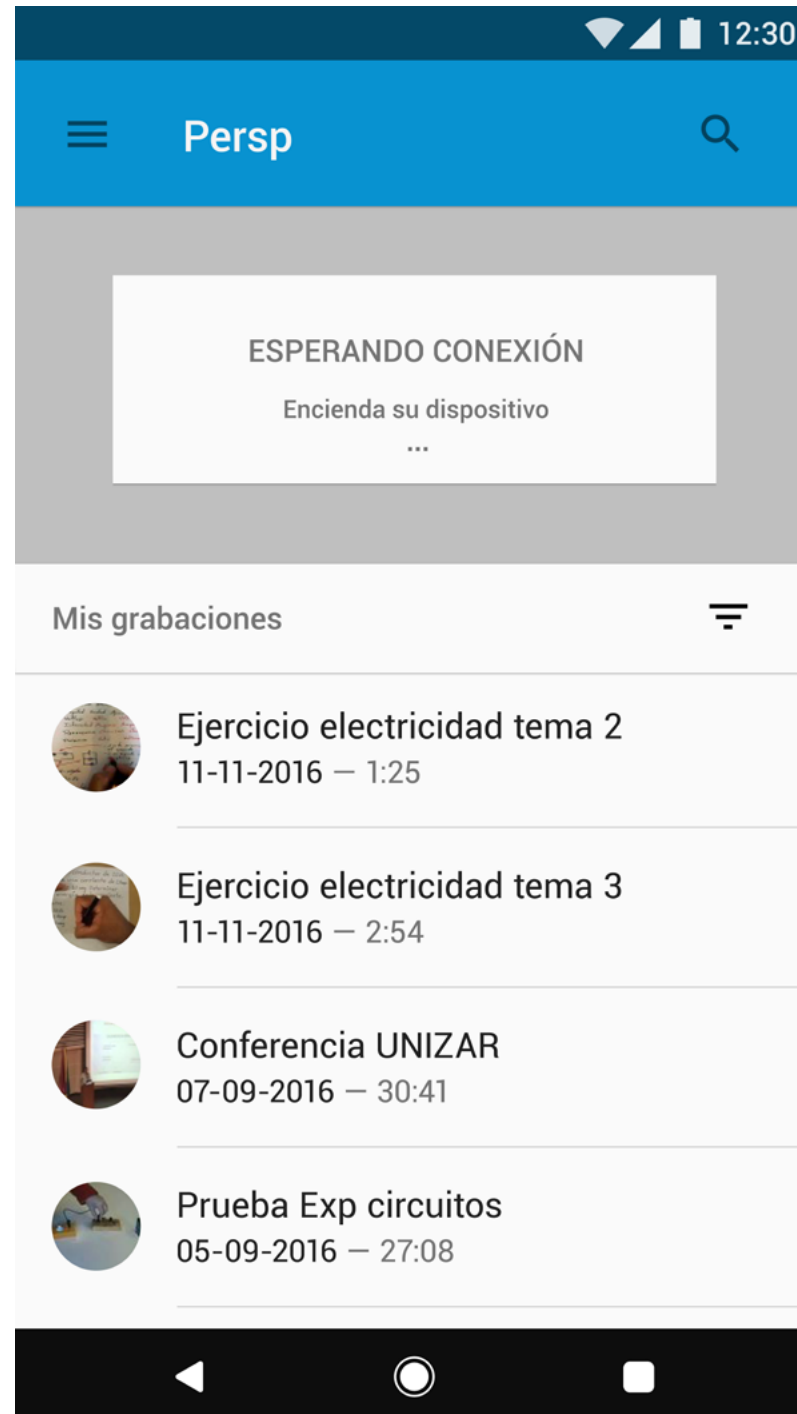 12:30
Persp
ESPERANDO CONEXIÓN
Encienda su dispositivo
...
Mis grabaciones
Ejercicio electricidad tema 2
11-11-2016 — 1:25
Ejercicio electricidad tema 3
11-11-2016 — 2:54
Conferencia UNIZAR
07-09-2016 — 30:41
Prueba Exp circuitos
05-09-2016 — 27:08